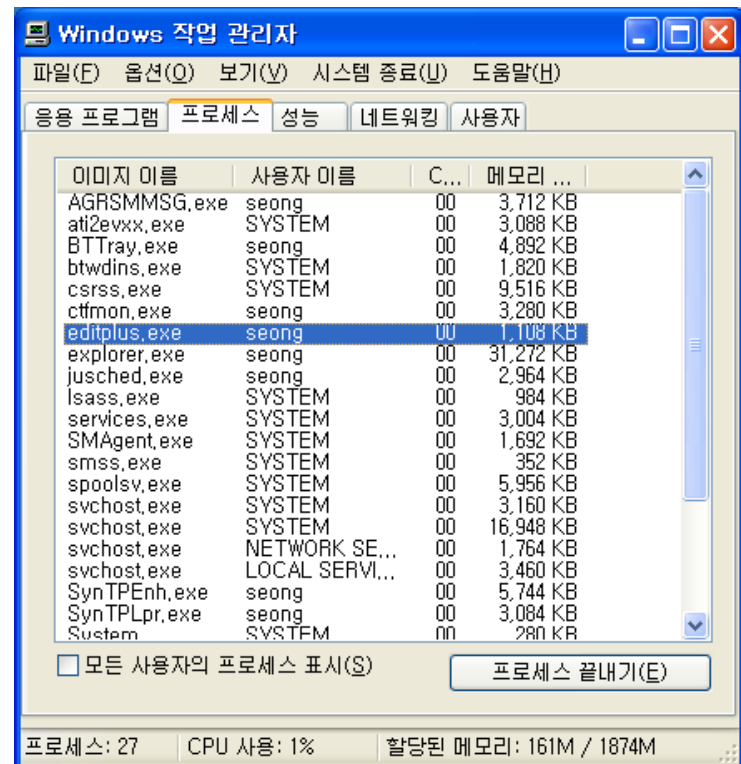 Windows 작업 관리자
파일(F) 옵션(O) 보기(V) 시스템 종료(U) 도움말(H)
응용 프로그램 프로세스 성능 네트워킹 사용자
이미지 이름 사용자 이름 C... 메모리 ...
AGRSMMSG.exe seong 00 3,712 KB
ati2evxx.exe SYSTEM 00 3,088 KB
BTTray.exe seong 00 4,892 KB
btwdins.exe SYSTEM 00 1,820 KB
csrss.exe SYSTEM 00 9,516 KB
ctfmon.exe seong 00 3,280 KB
editplus.exe seong 00 1,108 KB
explorer.exe seong 00 31,272 KB
jusched.exe seong 00 2,964 KB
lsass.exe SYSTEM 00 984 KB
services.exe SYSTEM 00 3,004 KB
SMAgent.exe SYSTEM 00 1,692 KB
smss.exe SYSTEM 00 352 KB
spoolsv.exe SYSTEM 00 5,956 KB
svchost.exe SYSTEM 00 3,160 KB
svchost.exe SYSTEM 00 16,948 KB
svchost.exe NETWORK SE... 00 1,764 KB
svchost.exe LOCAL SERVI... 00 3,460 KB
SynTPEnh.exe seong 00 5,744 KB
SynTPLpr.exe seong 00 3,084 KB
System SYSTEM 00 280 KB
모든 사용자의 프로세스 표시(S) 프로세스 끝내기(E)
프로세스: 27 CPU 사용: 1% 할당된 메모리: 161M / 1874M